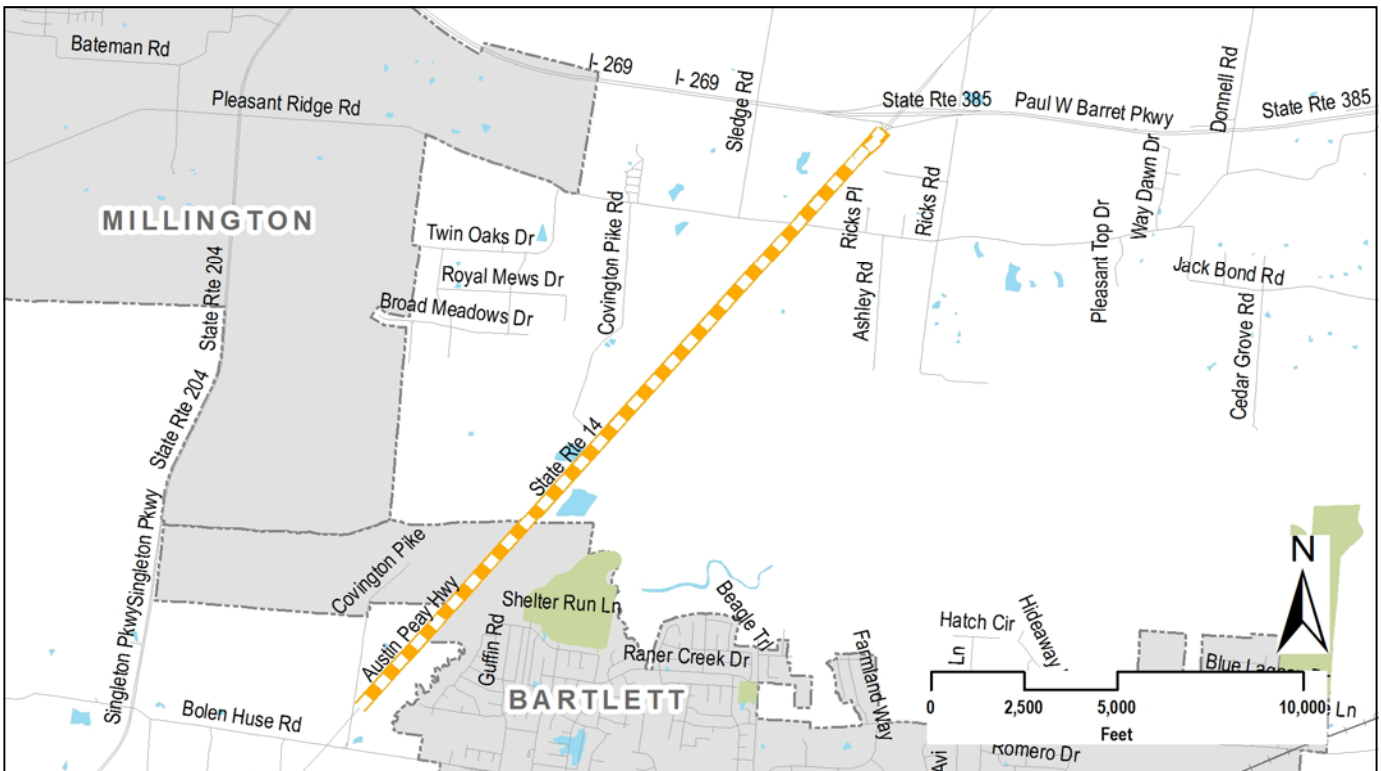 Bateman Rd
I- 269
I- 269
Sledge Rd
State Rte 385
Paul W Barret Pkwy
Donnell Rd
State Rte 385
Pleasant Ridge Rd
MILLINGTON
Covington Pike Rd
Ricks Pl
Ricks Rd
Way Dawn Dr
Pleasant Top Dr
Twin Oaks Dr
Royal Mews Dr
Broad Meadows Dr
State Rte 204
Ashley Rd
Jack Bond Rd
Cedar Grove Rd
State Rte 204
State Rte 14
Singleton Pkwy
Covington Pike
Austin Peay Hwy
Shelter Run Ln
Guffin Rd
Beagle Trl
Raner Creek Dr
Farmland Way
Hatch Cir
Ln
Hideaway
N
Singleton Pkwy
BARTLETT
Bolen Huse Rd
0
2,500
5,000
10,000
Feet
Ln
Romero Dr
Avi